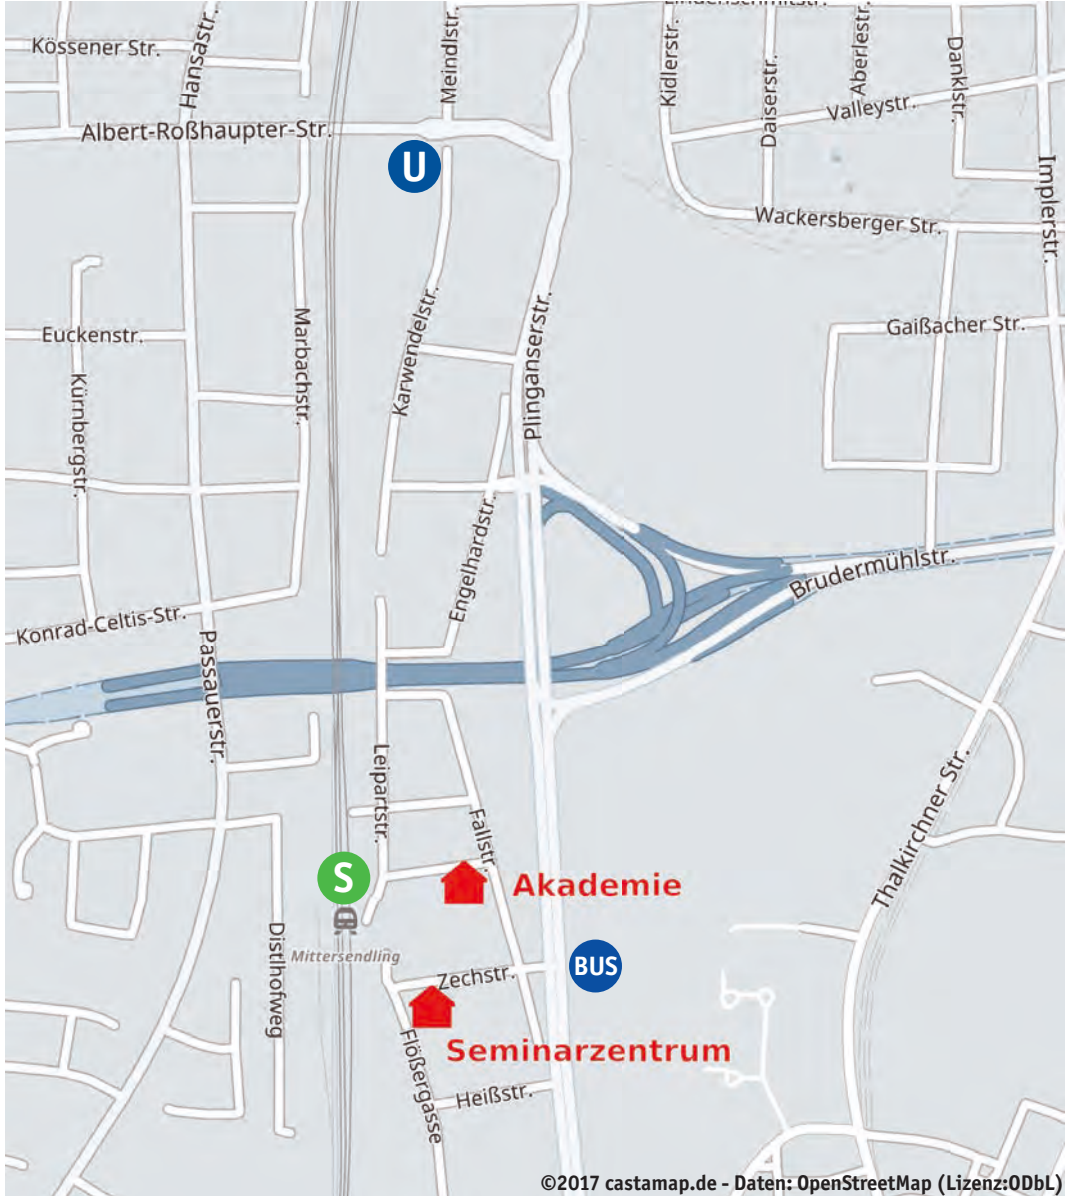 Lindenschmitstr.
Kössener Str.
Hansastr.
Meindlstr.
Kidlerstr.
Daiserstr.
Aberlestr.
Danklstr.
Valleystr.
Albert-Roßhaupter-Str.
U
Implerstr.
Wackersberger Str.
Euckenstr.
Marbachstr.
Karwendelstr.
Plinganserstr.
Gaißacher Str.
Kürnbergstr.
Engelhardstr.
Brudermühlstr.
Konrad-Celtis-Str.
Passauerstr.
Leipartstr.
Fallstr.
Thalkirchner Str.
S
Akademie
Mittersendling
Distlhofweg
BUS
Zechstr.
Seminarzentrum
Flößergasse
Heißstr.
©2017 castamap.de - Daten: OpenStreetMap (Lizenz:ODbL)